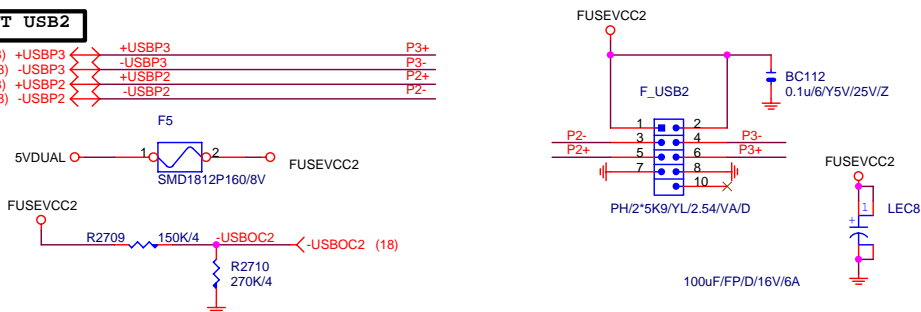 T USB2
FUSEVCC2
) +USBP3 +USBP3 P3+
) -USBP3 -USBP3 P3-
) +USBP2 +USBP2 P2+
) -USBP2 -USBP2 P2-
BC112
0.1u/6/Y5V/25V/Z
F_USB2
F5
1 2
P2- 3 4 P3-
P2+ 5 6 P3+
7 8
10
5VDUAL 1 2 FUSEVCC2
SMD1812P160/8V
FUSEVCC2
PH/2*5K9/YL/2.54/VA/D
FUSEVCC2
1 LEC8
+
R2709 150K/4 -USBOC2 -USBOC2 (18)
R2710
270K/4
100uF/FP/D/16V/6A